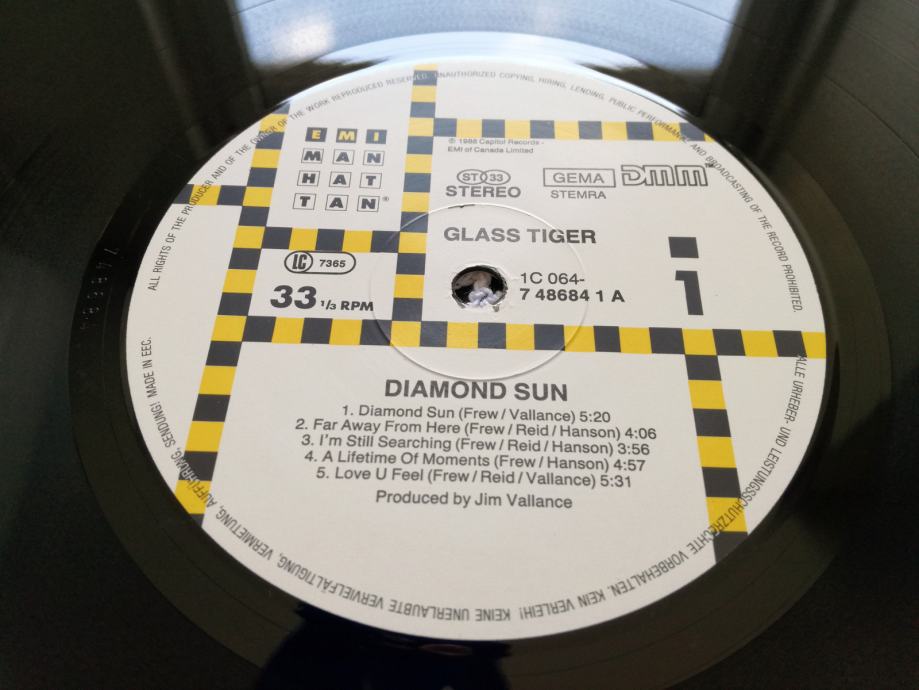 ALL RIGHTS OF THE PRODUCER AND OF THE OWNER OF THE WORK REPRODUCED RESERVED. UNAUTHORIZED COPYING, HIRING, LENDING, PUBLIC PERFORMANCE AND BROADCASTING OF THE RECORD PROHIBITED.
EMI
MAN
HAT
TAN®
℗ 1988 Capitol Records -
EMI of Canada Limited
ST 33
STEREO
GEMA
STEMRA
DMM
LC 7365
33 1/3 RPM
GLASS TIGER
1C 064-
7 48684 1 A
1
DIAMOND SUN
1. Diamond Sun (Frew / Vallance) 5:20
2. Far Away From Here (Frew / Reid / Hanson) 4:06
3. I'm Still Searching (Frew / Reid / Hanson) 3:56
4. A Lifetime Of Moments (Frew / Hanson) 4:57
5. Love U Feel (Frew / Reid / Vallance) 5:31
Produced by Jim Vallance
ALLE URHEBER- UND LEISTUNGSSCHUTZRECHTE VORBEHALTEN. KEIN VERLEIH! KEINE UNERLAUBTE VERVIELFÄLTIGUNG, VERMIETUNG, AUFFÜHRUNG, SENDUNG! MADE IN EEC.